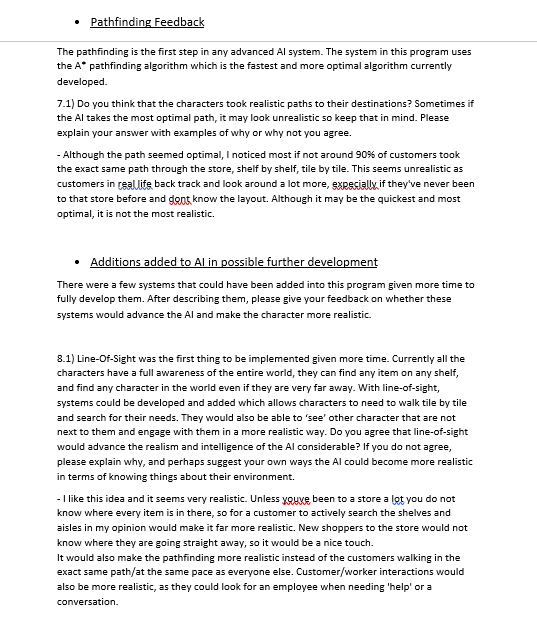 • Pathfinding Feedback
The pathfinding is the first step in any advanced AI system. The system in this program uses
the A* pathfinding algorithm which is the fastest and more optimal algorithm currently
developed.
7.1) Do you think that the characters took realistic paths to their destinations? Sometimes if
the AI takes the most optimal path, it may look unrealistic so keep that in mind. Please
explain your answer with examples of why or why not you agree.
- Although the path seemed optimal, I noticed most if not around 90% of customers took
the exact same path through the store, shelf by shelf, tile by tile. This seems unrealistic as
customers in real life back track and look around a lot more, expecially if they've never been
to that store before and dont know the layout. Although it may be the quickest and most
optimal, it is not the most realistic.
• Additions added to AI in possible further development
There were a few systems that could have been added into this program given more time to
fully develop them. After describing them, please give your feedback on whether these
systems would advance the AI and make the character more realistic.
8.1) Line-Of-Sight was the first thing to be implemented given more time. Currently all the
characters have a full awareness of the entire world, they can find any item on any shelf,
and find any character in the world even if they are very far away. With line-of-sight,
systems could be developed and added which allows characters to need to walk tile by tile
and search for their needs. They would also be able to 'see' other character that are not
next to them and engage with them in a more realistic way. Do you agree that line-of-sight
would advance the realism and intelligence of the AI considerable? If you do not agree,
please explain why, and perhaps suggest your own ways the AI could become more realistic
in terms of knowing things about their environment.
- I like this idea and it seems very realistic. Unless youve been to a store a lot you do not
know where every item is in there, so for a customer to actively search the shelves and
aisles in my opinion would make it far more realistic. New shoppers to the store would not
know where they are going straight away, so it would be a nice touch.
It would also make the pathfinding more realistic instead of the customers walking in the
exact same path/at the same pace as everyone else. Customer/worker interactions would
also be more realistic, as they could look for an employee when needing 'help' or a
conversation.